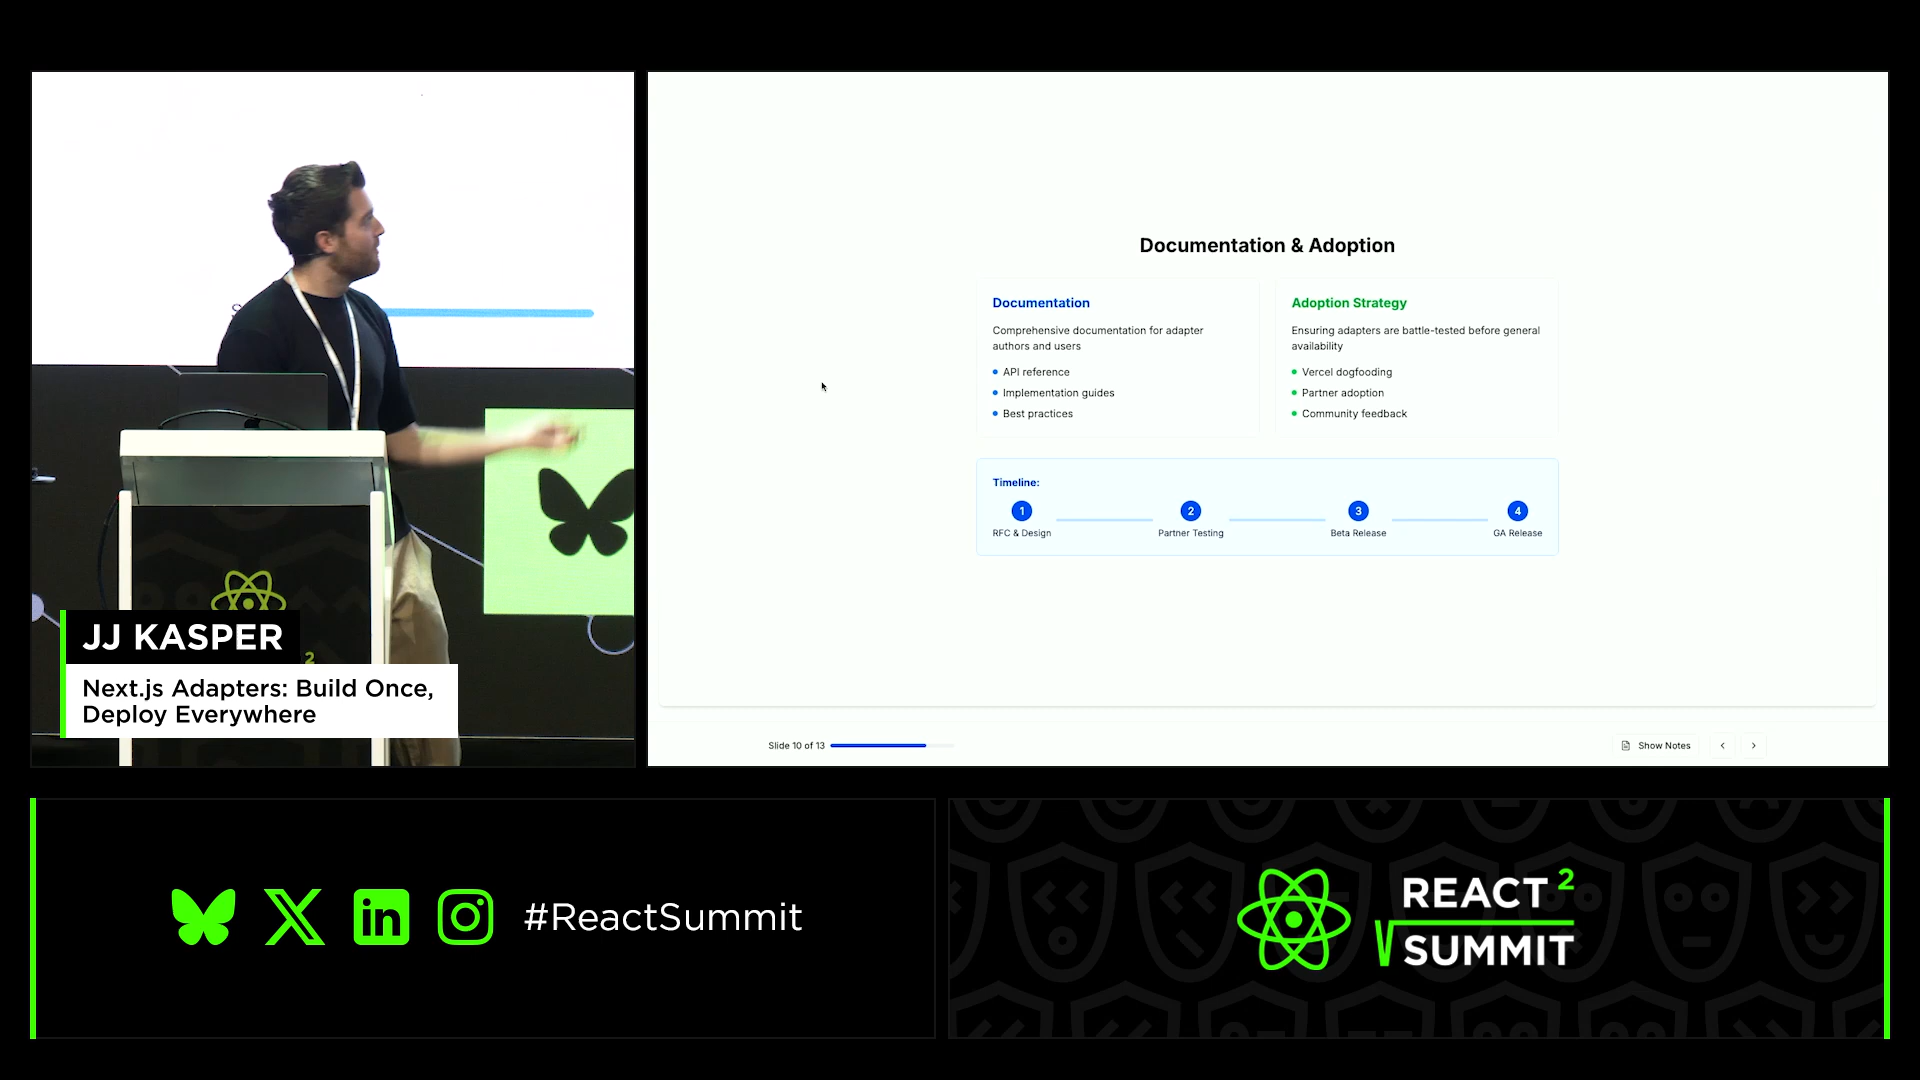 Documentation & Adoption
Documentation
Comprehensive documentation for adapter
authors and users
API reference
Implementation guides
Best practices
Adoption Strategy
Ensuring adapters are battle-tested before general
availability
Vercel dogfooding
Partner adoption
Community feedback
Timeline:
1
RFC & Design
2
Partner Testing
3
Beta Release
4
GA Release
Slide 10 of 13
Show Notes
JJ KASPER
2
Next.js Adapters: Build Once,
Deploy Everywhere
#ReactSummit
REACT 2
SUMMIT